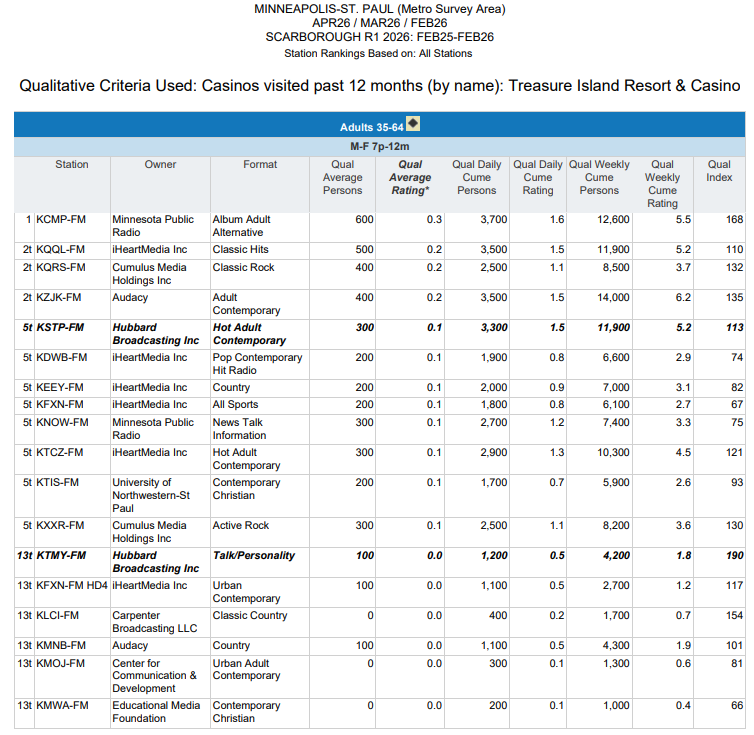 MINNEAPOLIS-ST. PAUL (Metro Survey Area)
APR26 / MAR26 / FEB26
SCARBOROUGH R1 2026: FEB25-FEB26
Station Rankings Based on: All Stations
Qualitative Criteria Used: Casinos visited past 12 months (by name): Treasure Island Resort & Casino
Adults 35-64
M-F 7p-12m
Station Owner Format Qual Average Persons Qual Average Rating* Qual Daily Cume Persons Qual Daily Cume Rating Qual Weekly Cume Persons Qual Weekly Cume Rating Qual Index
1 KCMP-FM Minnesota Public Radio Album Adult Alternative 600 0.3 3,700 1.6 12,600 5.5 168
2t KQQL-FM iHeartMedia Inc Classic Hits 500 0.2 3,500 1.5 11,900 5.2 110
2t KQRS-FM Cumulus Media Holdings Inc Classic Rock 400 0.2 2,500 1.1 8,500 3.7 132
2t KZJK-FM Audacy Adult Contemporary 400 0.2 3,500 1.5 14,000 6.2 135
5t KSTP-FM Hubbard Broadcasting Inc Hot Adult Contemporary 300 0.1 3,300 1.5 11,900 5.2 113
5t KDWB-FM iHeartMedia Inc Pop Contemporary Hit Radio 200 0.1 1,900 0.8 6,600 2.9 74
5t KEEY-FM iHeartMedia Inc Country 200 0.1 2,000 0.9 7,000 3.1 82
5t KFXN-FM iHeartMedia Inc All Sports 200 0.1 1,800 0.8 6,100 2.7 67
5t KNOW-FM Minnesota Public Radio News Talk Information 300 0.1 2,700 1.2 7,400 3.3 75
5t KTCZ-FM iHeartMedia Inc Hot Adult Contemporary 300 0.1 2,900 1.3 10,300 4.5 121
5t KTIS-FM University of Northwestern-St Paul Contemporary Christian 200 0.1 1,700 0.7 5,900 2.6 93
5t KXXR-FM Cumulus Media Holdings Inc Active Rock 300 0.1 2,500 1.1 8,200 3.6 130
13t KTMY-FM Hubbard Broadcasting Inc Talk/Personality 100 0.0 1,200 0.5 4,200 1.8 190
13t KFXN-FM HD4 iHeartMedia Inc Urban Contemporary 100 0.0 1,100 0.5 2,700 1.2 117
13t KLCI-FM Carpenter Broadcasting LLC Classic Country 0 0.0 400 0.2 1,700 0.7 154
13t KMNB-FM Audacy Country 100 0.0 1,100 0.5 4,300 1.9 101
13t KMOJ-FM Center for Communication & Development Urban Adult Contemporary 0 0.0 300 0.1 1,300 0.6 81
13t KMWA-FM Educational Media Foundation Contemporary Christian 0 0.0 200 0.1 1,000 0.4 66